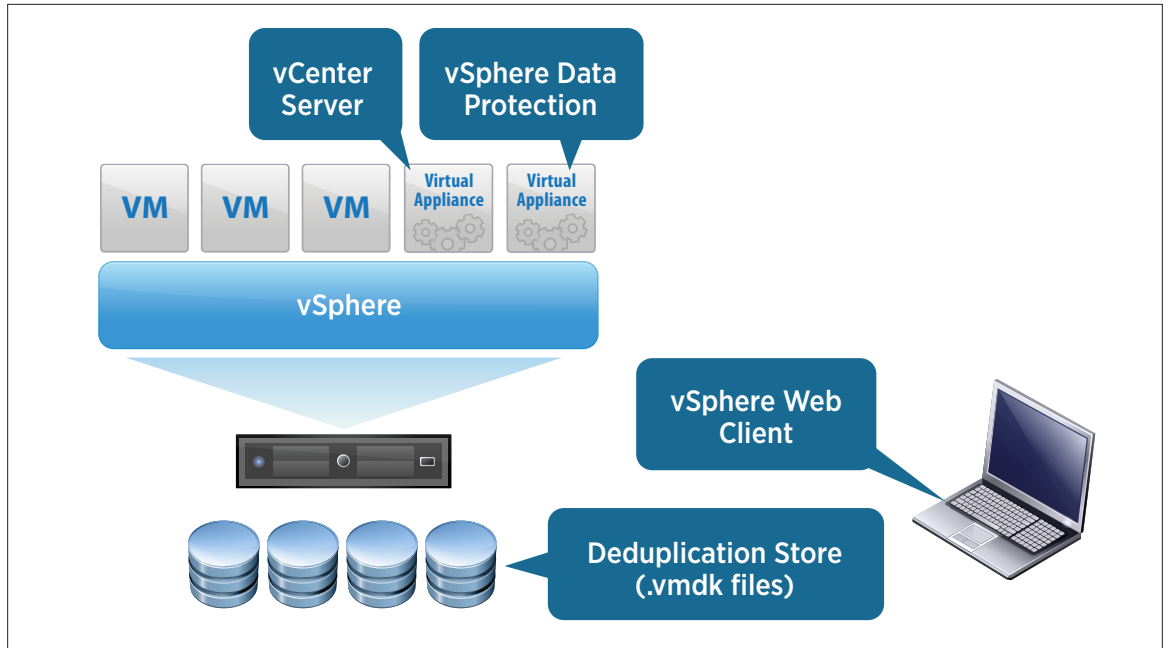 vCenter
Server
vSphere Data
Protection
VM
VM
VM
Virtual
Appliance
Virtual
Appliance
vSphere
vSphere Web
Client
Deduplication Store
(.vmdk files)